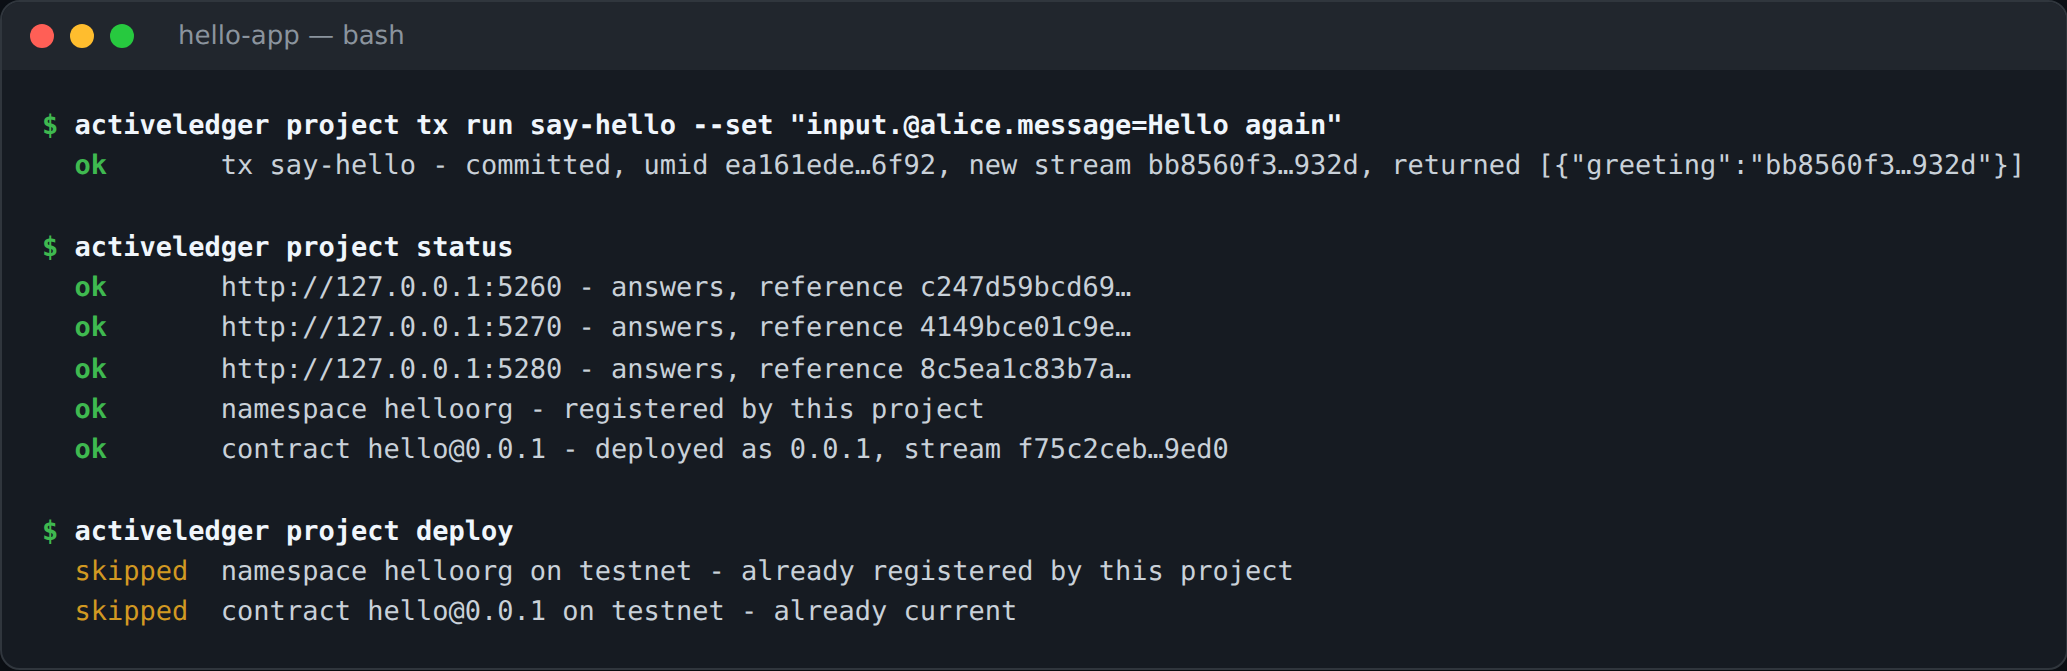 hello-app — bash
$ activeledger project tx run say-hello --set "input.@alice.message=Hello again"
ok tx say-hello - committed, umid ea161ede…6f92, new stream bb8560f3…932d, returned [{"greeting":"bb8560f3…932d"}]
$ activeledger project status
ok http://127.0.0.1:5260 - answers, reference c247d59bcd69…
ok http://127.0.0.1:5270 - answers, reference 4149bce01c9e…
ok http://127.0.0.1:5280 - answers, reference 8c5ea1c83b7a…
ok namespace helloorg - registered by this project
ok contract hello@0.0.1 - deployed as 0.0.1, stream f75c2ceb…9ed0
$ activeledger project deploy
skipped namespace helloorg on testnet - already registered by this project
skipped contract hello@0.0.1 on testnet - already current